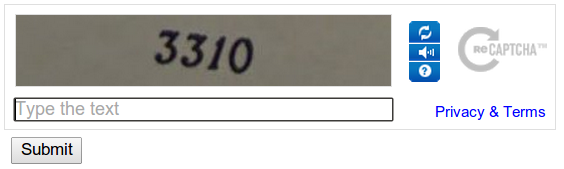 3310
reCAPTCHA™
Type the text
Privacy & Terms
Submit